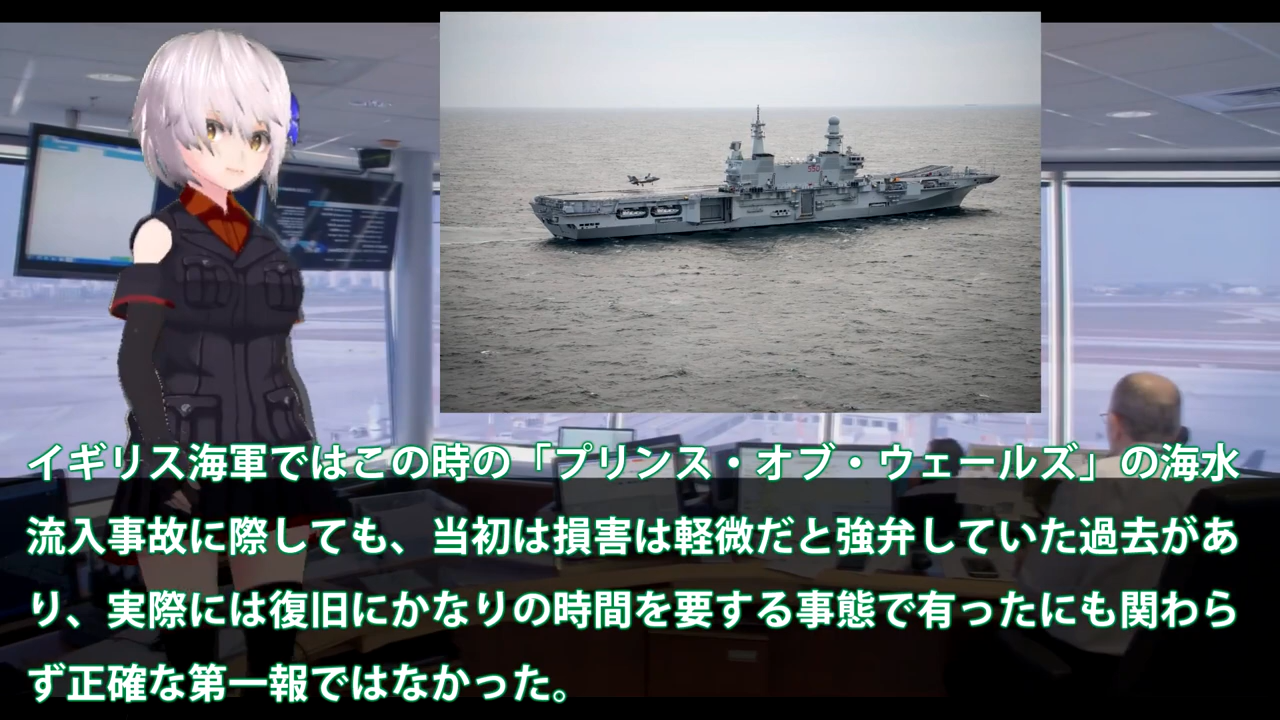 イギリス海軍ではこの時の「プリンス・オブ・ウェールズ」の海水
流入事故に際しても、当初は損害は軽微だと強弁していた過去があ
り、実際には復旧にかなりの時間を要する事態で有ったにも関わら
ず正確な第一報ではなかった。